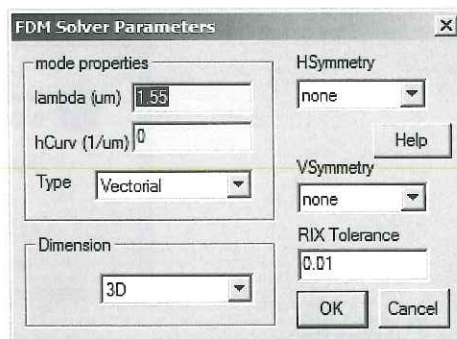 FDM Solver Parameters
mode properties
lambda (um) 1.55
hCurv (1/um) 0
Type Vectorial
Dimension
3D
HSymmetry
none
Help
VSymmetry
none
RIX Tolerance
0.01
OK Cancel